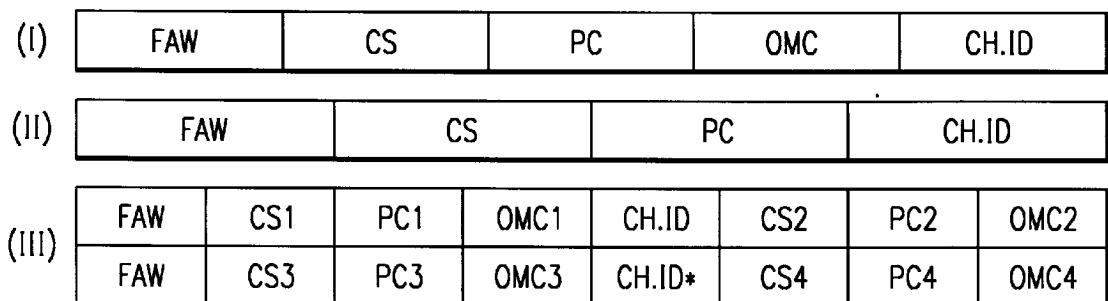 (I) FAW CS PC OMC CH.ID
(II) FAW CS PC CH.ID
(III)
FAW CS1 PC1 OMC1 CH.ID CS2 PC2 OMC2
FAW CS3 PC3 OMC3 CH.ID* CS4 PC4 OMC4